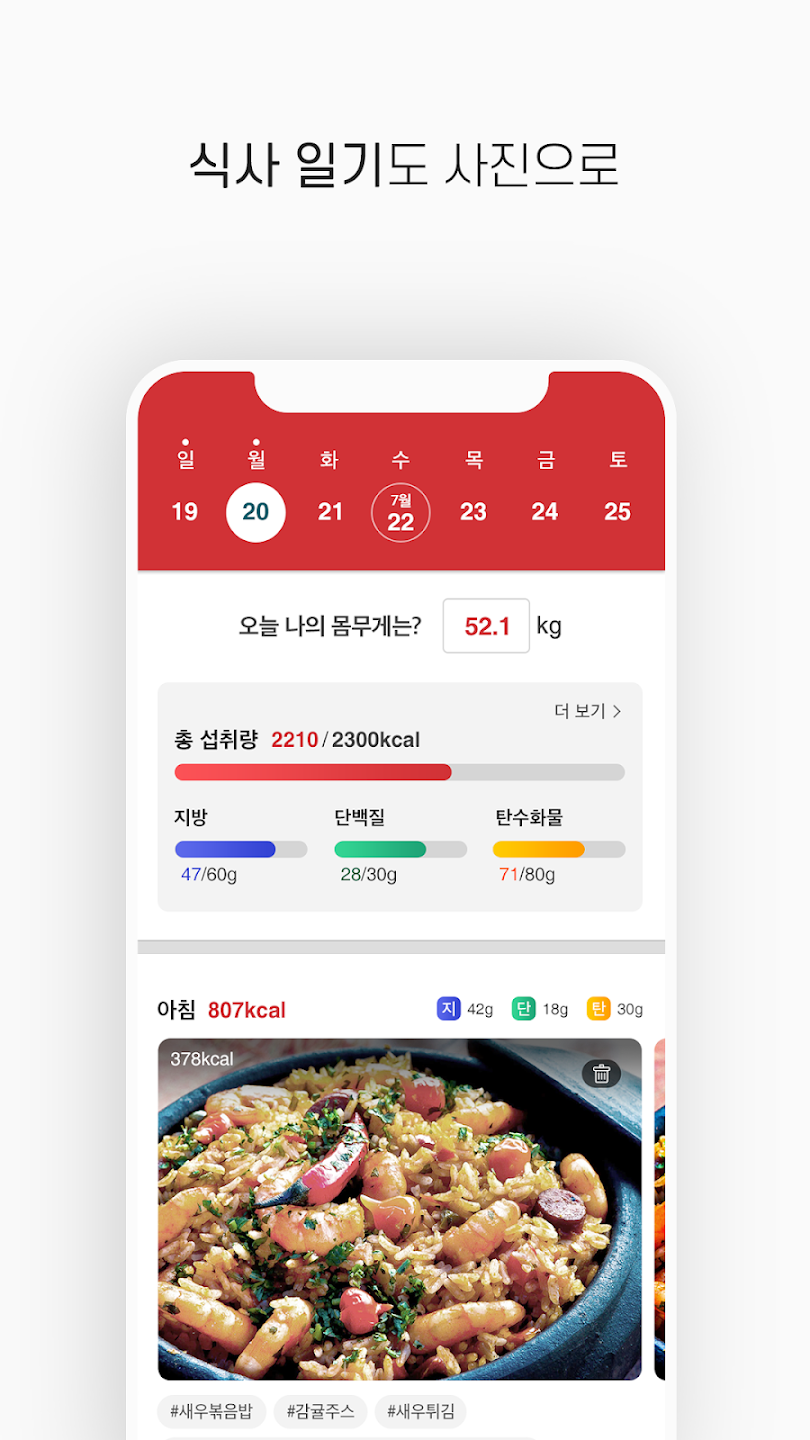 식사 일기도 사진으로
일 월 화 수 목 금 토
19 20 21 7월 22 23 24 25
오늘 나의 몸무게는? 52.1 kg
더 보기 >
총 섭취량 2210/2300kcal
지방 단백질 탄수화물
47/60g 28/30g 71/80g
아침 807kcal 지 42g 단 18g 탄 30g
378kcal
#새우볶음밥 #감귤주스 #새우튀김